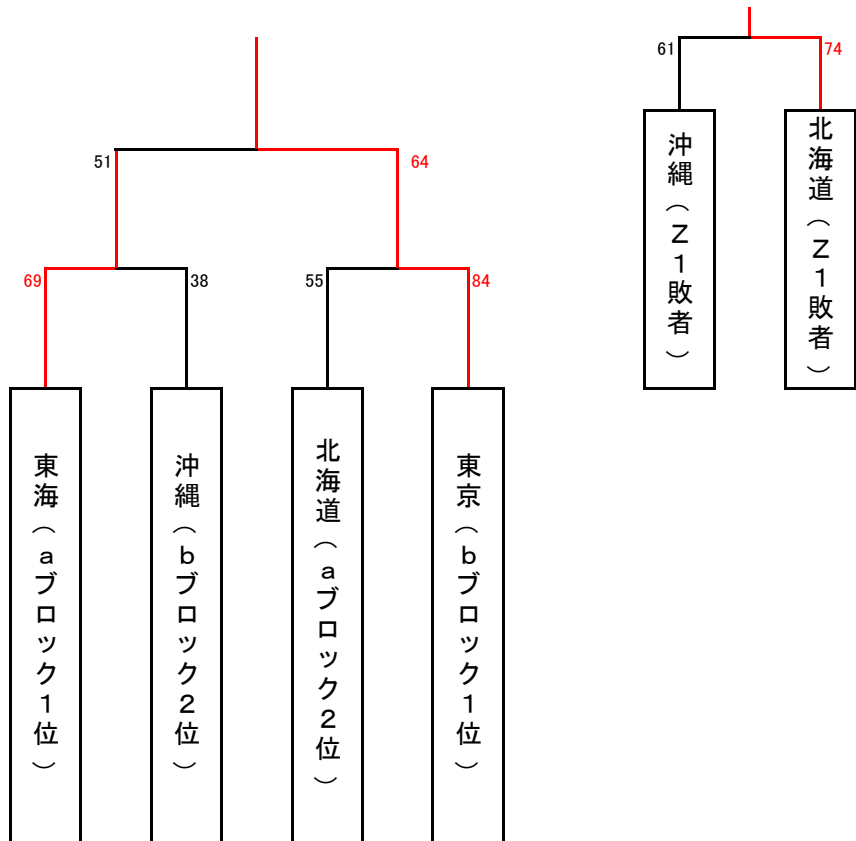 61
74
51
64
69
38
55
84
沖縄（Z1敗者）
北海道（Z1敗者）
東海（aブロック1位）
沖縄（bブロック2位）
北海道（aブロック2位）
東京（bブロック1位）